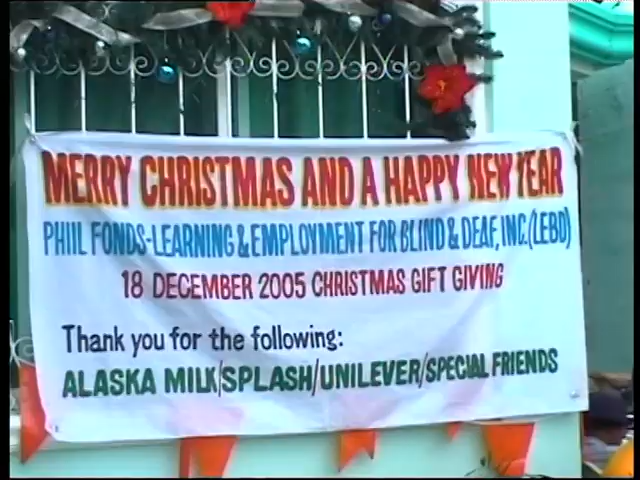 MERRY CHRISTMAS AND A HAPPY NEW YEAR
PHIL FONDS-LEARNING & EMPLOYMENT FOR BLIND & DEAF, INC. (LEBD)
18 DECEMBER 2005 CHRISTMAS GIFT GIVING
Thank you for the following:
ALASKA MILK/SPLASH/UNILEVER/SPECIAL FRIENDS